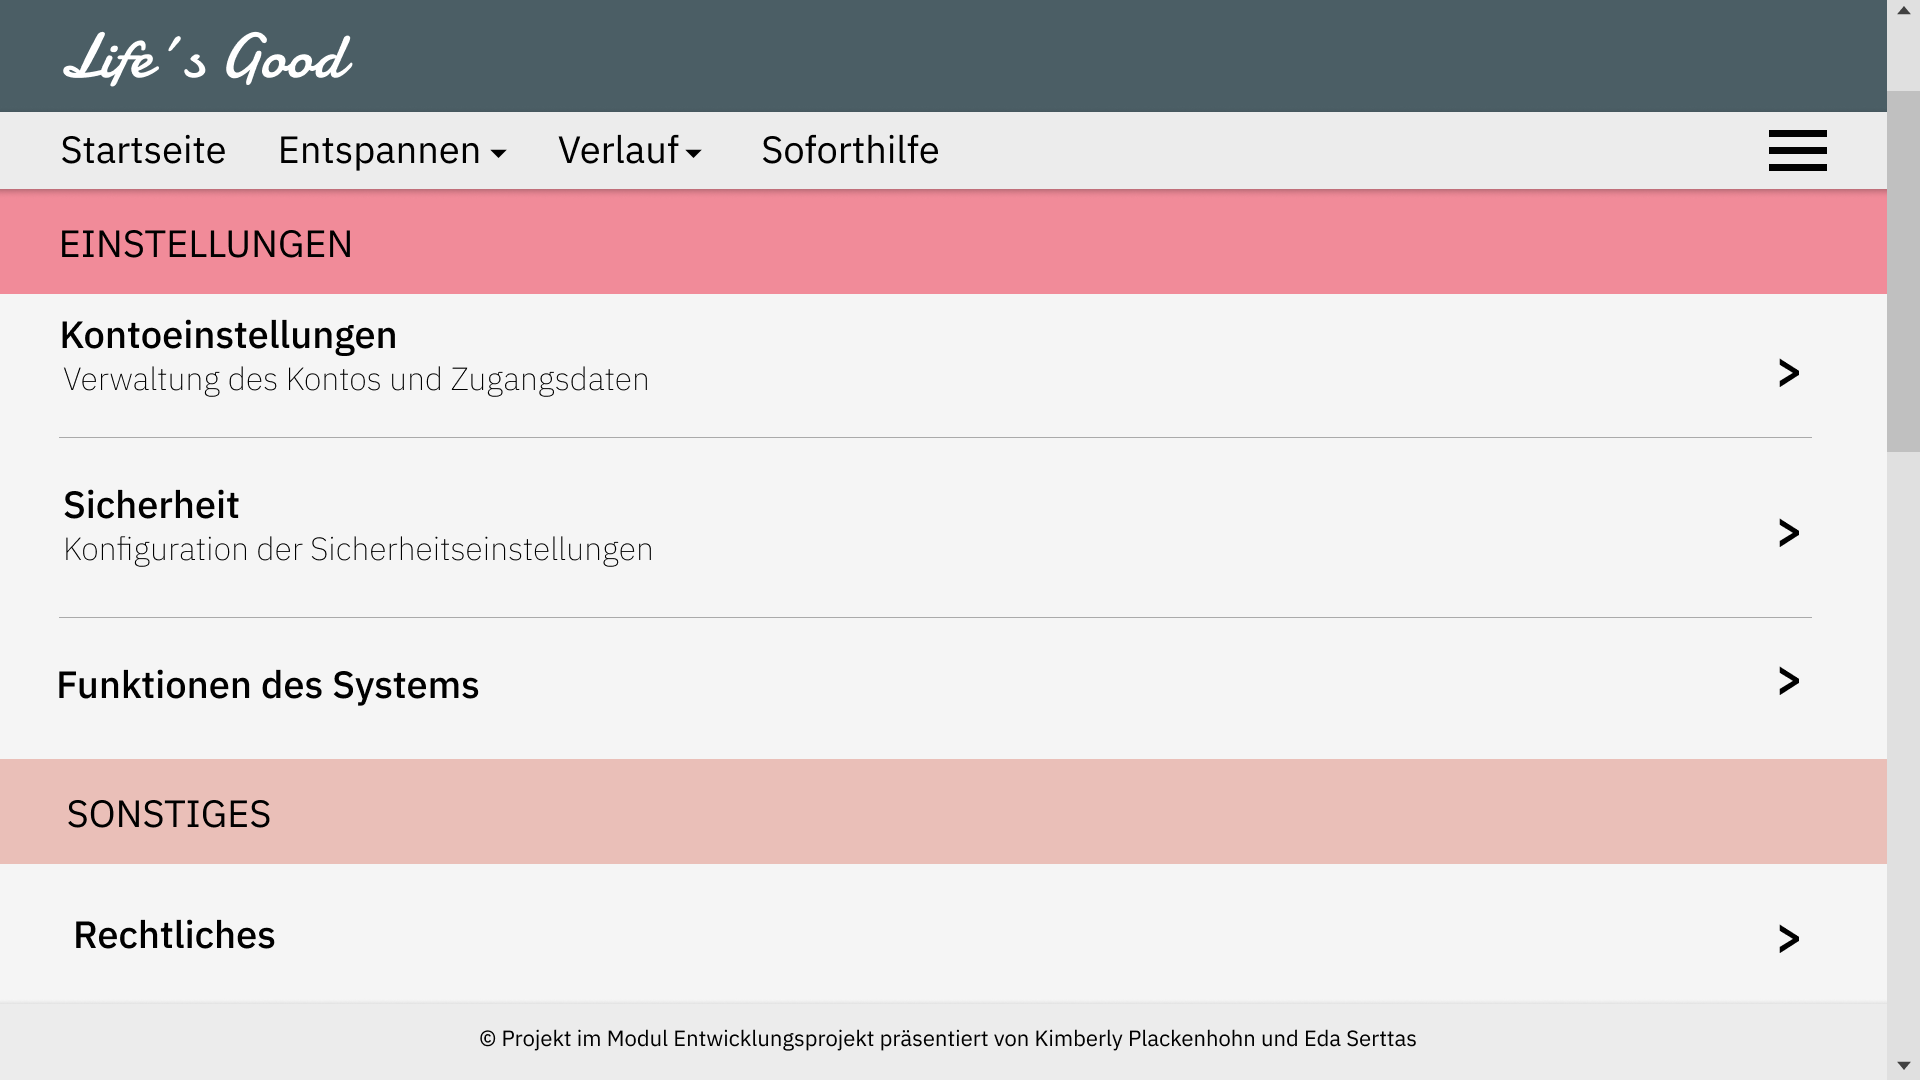 Life´s Good
Startseite Entspannen Verlauf Soforthilfe
EINSTELLUNGEN
Kontoeinstellungen
Verwaltung des Kontos und Zugangsdaten
>
Sicherheit
Konfiguration der Sicherheitseinstellungen
>
Funktionen des Systems >
SONSTIGES
Rechtliches >
© Projekt im Modul Entwicklungsprojekt präsentiert von Kimberly Plackenhohn und Eda Serttas